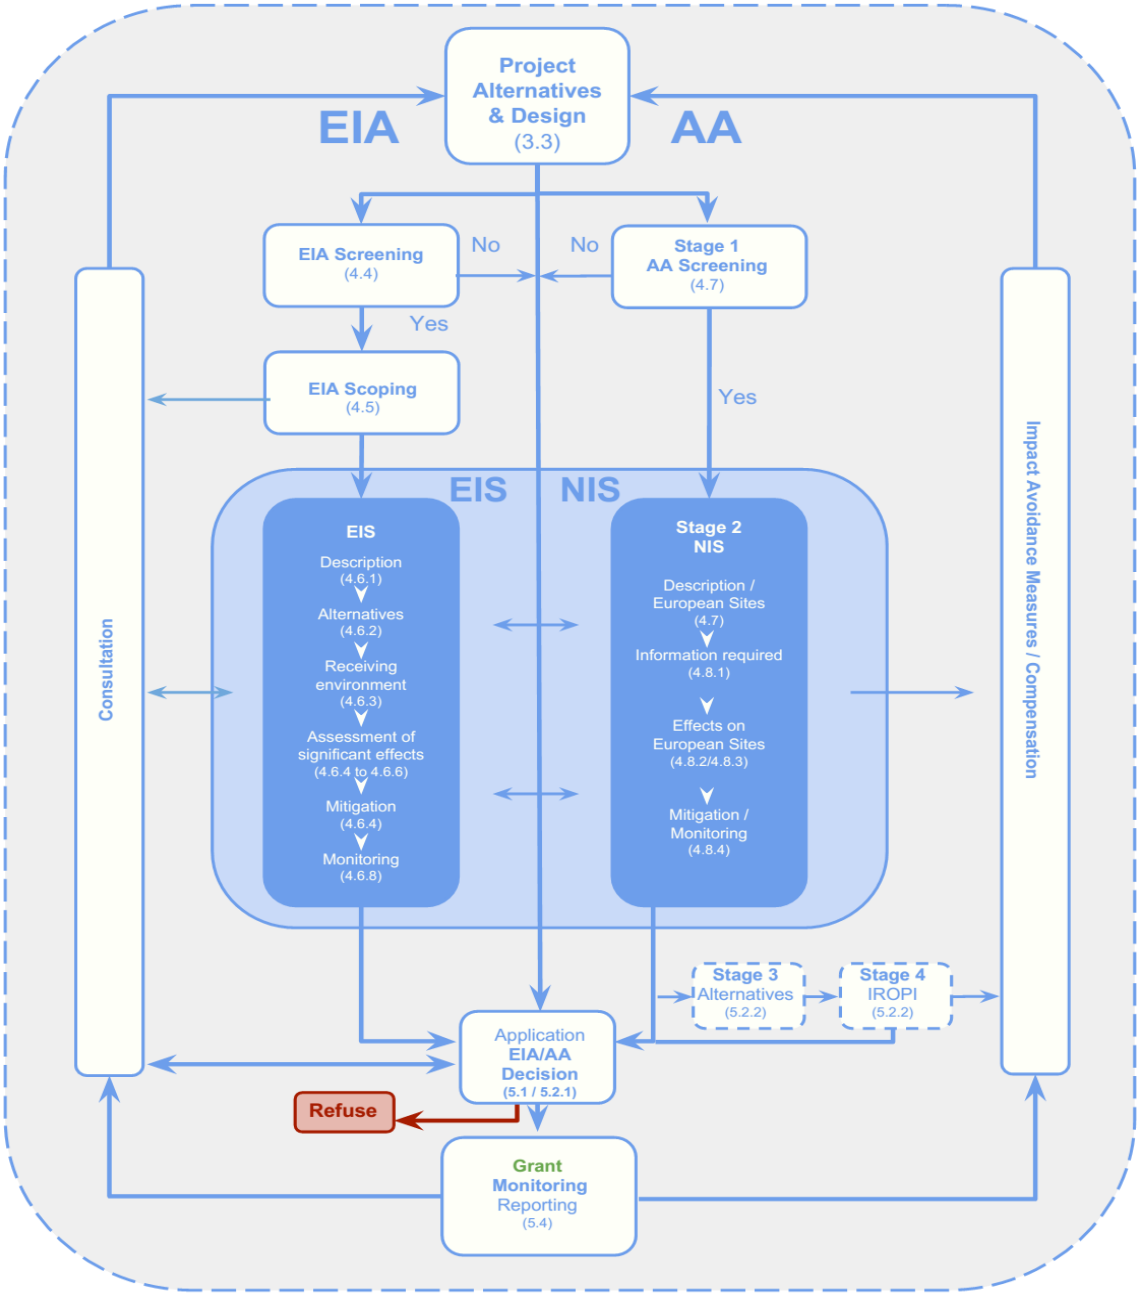 Project
Alternatives
& Design
(3.3)
EIA
AA
EIA Screening
(4.4)
No
No
Stage 1
AA Screening
(4.7)
Yes
EIA Scoping
(4.5)
Yes
EIS
NIS
EIS
Description
(4.6.1)
Alternatives
(4.6.2)
Receiving
environment
(4.6.3)
Assessment of
significant effects
(4.6.4 to 4.6.6)
Mitigation
(4.6.4)
Monitoring
(4.6.8)
Stage 2
NIS
Description /
European Sites
(4.7)
Information required
(4.8.1)
Effects on
European Sites
(4.8.2/4.8.3)
Mitigation /
Monitoring
(4.8.4)
Consultation
Impact Avoidance Measures / Compensation
Stage 3
Alternatives
(5.2.2)
Stage 4
IROPI
(5.2.2)
Application
EIA/AA
Decision
(5.1 / 5.2.1)
Refuse
Grant
Monitoring
Reporting
(5.4)